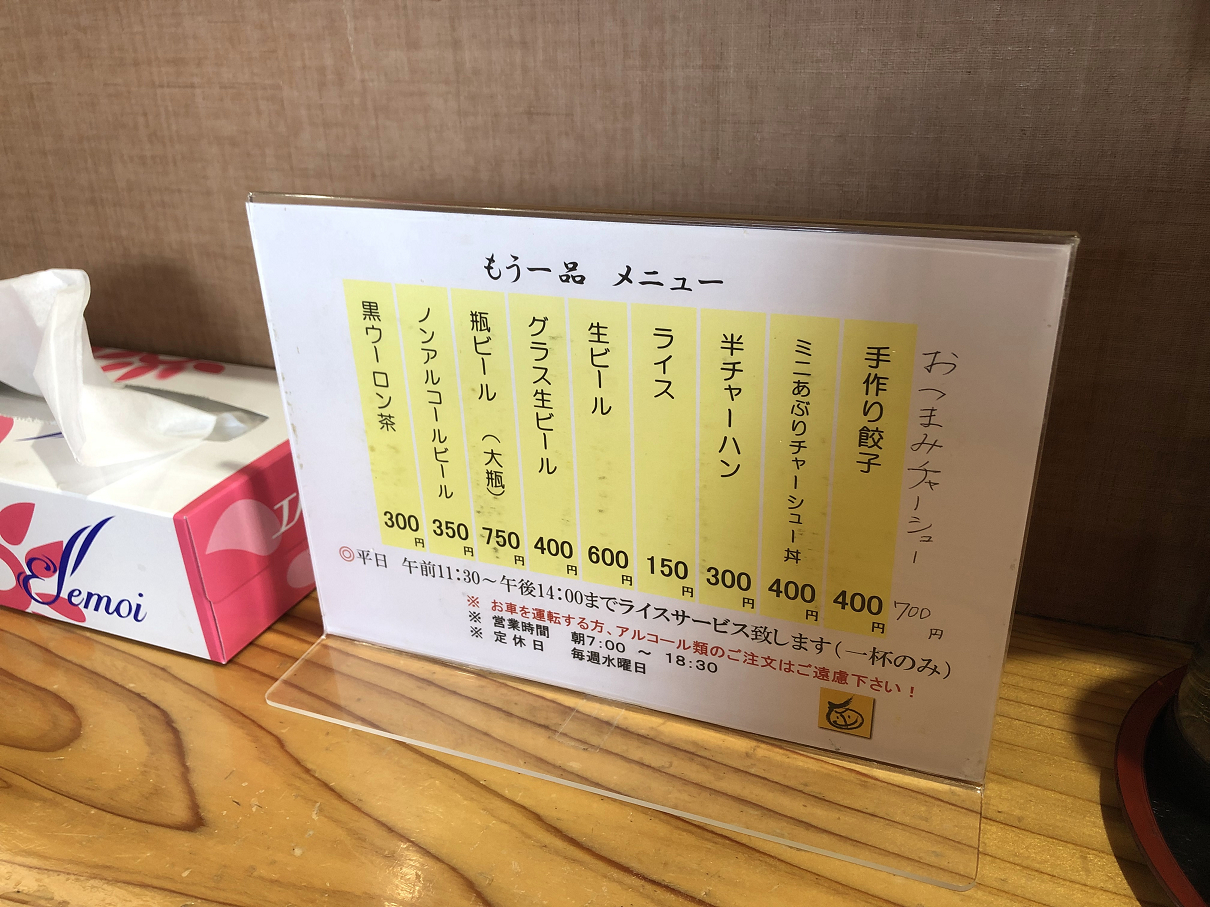 もう一品 メニュー
おつまみチャーシュー 700円
手作り餃子 400円
ミニあぶりチャーシュー丼 400円
半チャーハン 300円
ライス 150円
生ビール 600円
グラス生ビール 400円
瓶ビール (大瓶) 750円
ノンアルコールビール 350円
黒ウーロン茶 300円
◎平日 午前11:30～午後14:00までライスサービス致します(一杯のみ)
※ お車を運転する方、アルコール類のご注文はご遠慮下さい!
※ 営業時間 朝7:00 ～ 18:30
※ 定休日 毎週水曜日
Semoi